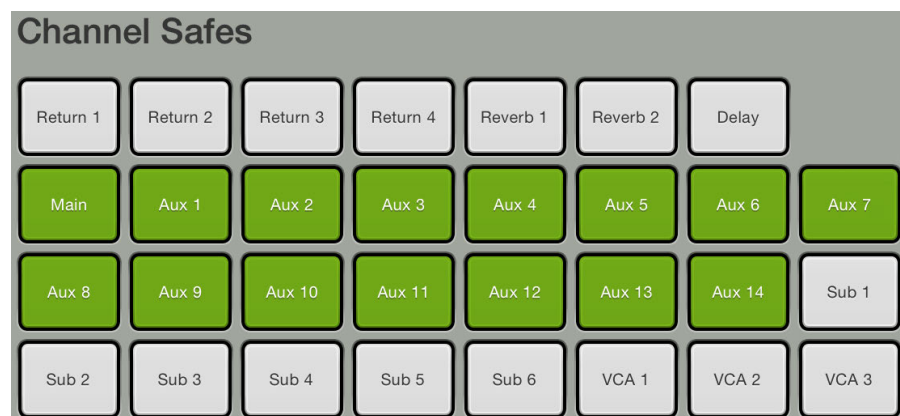 Channel Safes
Return 1 Return 2 Return 3 Return 4 Reverb 1 Reverb 2 Delay
Main Aux 1 Aux 2 Aux 3 Aux 4 Aux 5 Aux 6 Aux 7
Aux 8 Aux 9 Aux 10 Aux 11 Aux 12 Aux 13 Aux 14 Sub 1
Sub 2 Sub 3 Sub 4 Sub 5 Sub 6 VCA 1 VCA 2 VCA 3